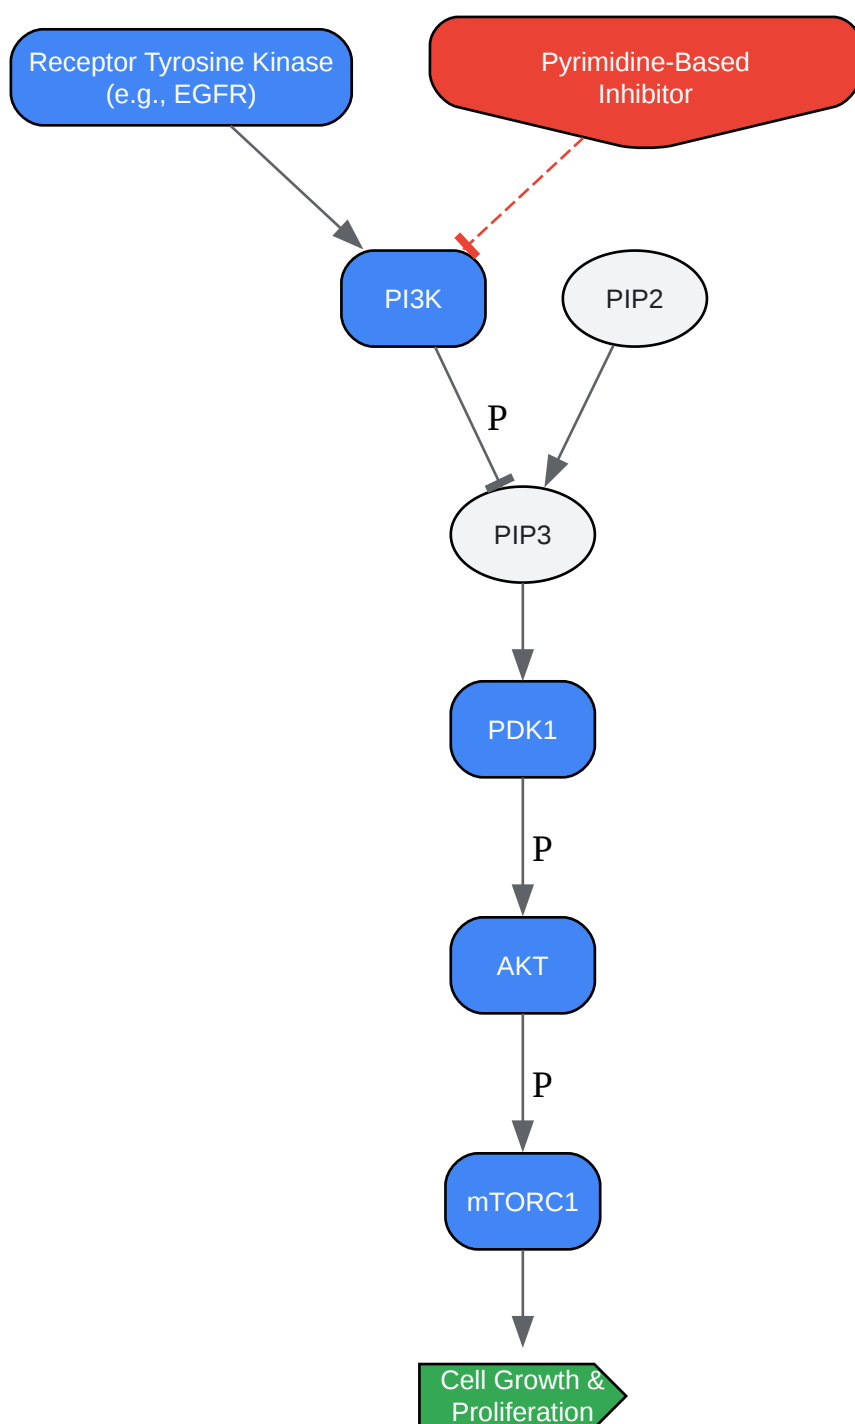 Receptor Tyrosine Kinase
(e.g., EGFR)
Pyrimidine-Based
Inhibitor
PI3K
PIP2
P
PIP3
PDK1
P
AKT
P
mTORC1
Cell Growth &
Proliferation